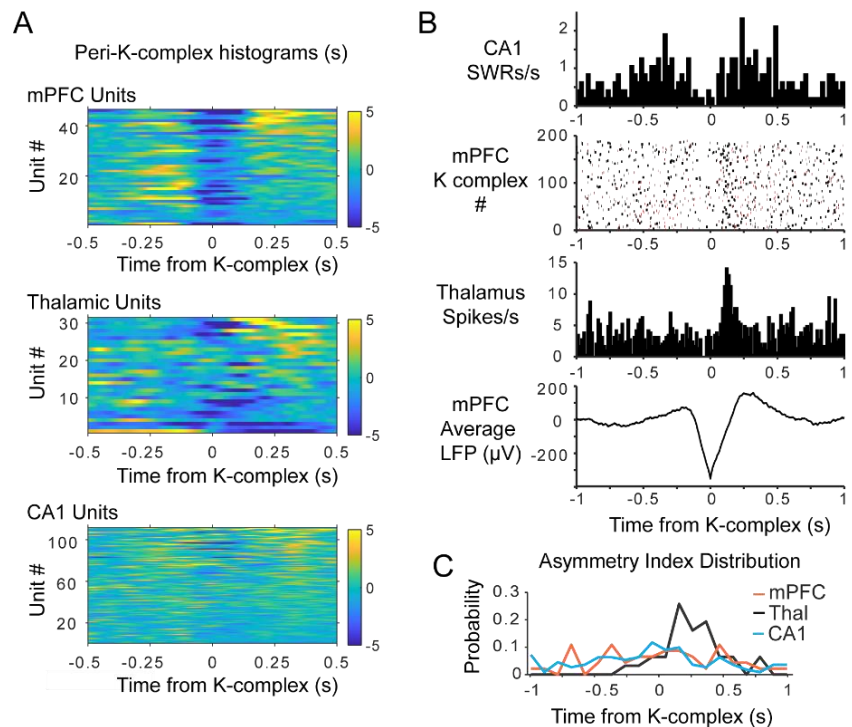 A
Peri-K-complex histograms (s)
mPFC Units
Unit #
40
20
5
0
-5
-0.5 -0.25 0 0.25 0.5
Time from K-complex (s)
Thalamic Units
Unit #
30
20
10
5
0
-5
-0.5 -0.25 0 0.25 0.5
Time from K-complex (s)
CA1 Units
Unit #
100
60
20
5
0
-5
-0.5 -0.25 0 0.25 0.5
Time from K-complex (s)
B
CA1
SWRs/s
2
1
0
-1 -0.5 0 0.5 1
mPFC
K complex
#
200
100
0
-1 -0.5 0 0.5 1
Thalamus
Spikes/s
15
10
5
0
-1 -0.5 0 0.5 1
mPFC
Average
LFP (µV)
200
0
-200
-1 -0.5 0 0.5 1
Time from K-complex (s)
C
Asymmetry Index Distribution
Probability
0.3
0.2
0.1
0
mPFC
Thal
CA1
-1 -0.5 0 0.5 1
Time from K-complex (s)